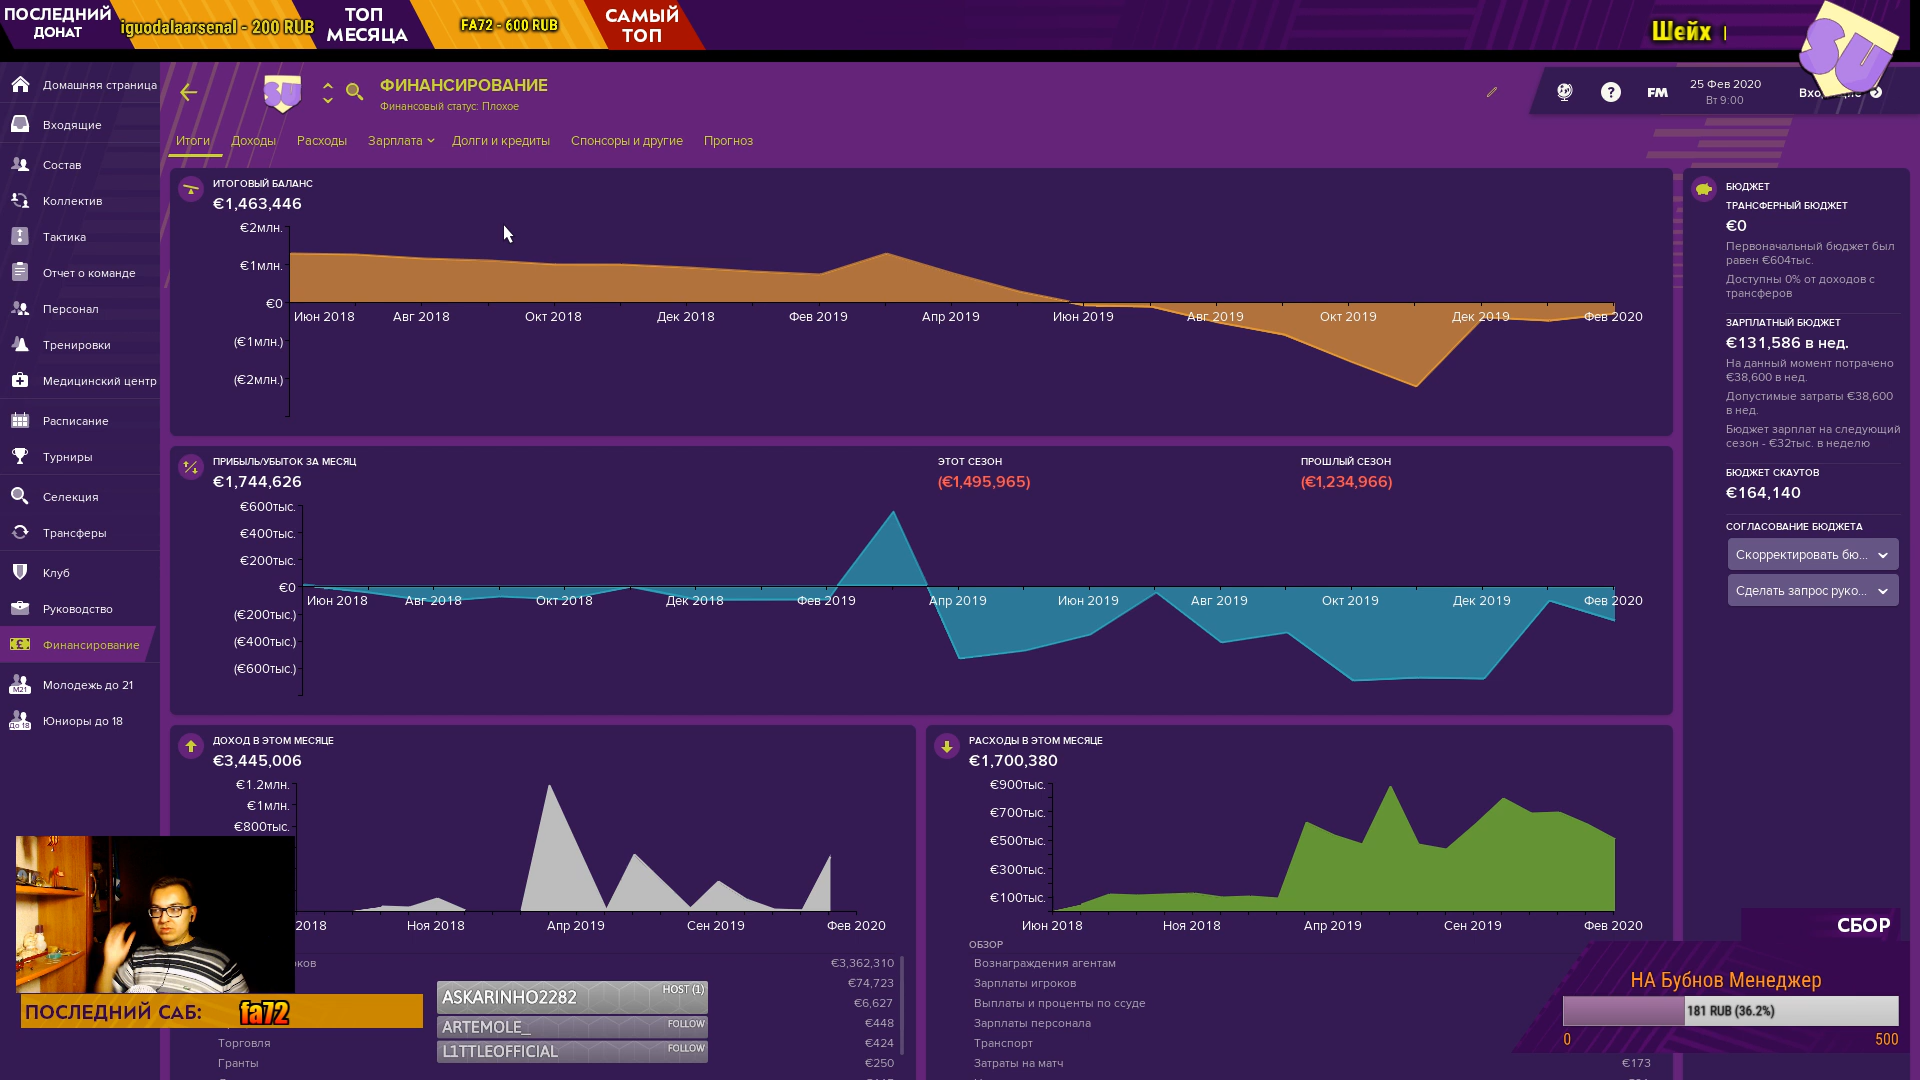 ПОСЛЕДНИЙ
ДОНАТ
iguodalaarsenal - 200 RUB
ТОП
МЕСЯЦА
FA72 - 600 RUB
САМЫЙ
ТОП
Шейх
SU
Домашняя страница
Входящие
Состав
Коллектив
Тактика
Отчет о команде
Персонал
Тренировки
Медицинский центр
Расписание
Турниры
Селекция
Трансферы
Клуб
Руководство
Финансирование
Молодежь до 21
Юниоры до 18
ФИНАНСИРОВАНИЕ
Финансовый статус: Плохое
FM
25 Фев 2020
Вт 9:00
Итоги
Доходы
Расходы
Зарплата
Долги и кредиты
Спонсоры и другие
Прогноз
ИТОГОВЫЙ БАЛАНС
€1,463,446
€2млн.
€1млн.
€0
(€1млн.)
(€2млн.)
Июн 2018 Авг 2018 Окт 2018 Дек 2018 Фев 2019 Апр 2019 Июн 2019 Авг 2019 Окт 2019 Дек 2019 Фев 2020
ПРИБЫЛЬ/УБЫТОК ЗА МЕСЯЦ
€1,744,626
ЭТОТ СЕЗОН
(€1,495,965)
ПРОШЛЫЙ СЕЗОН
(€1,234,966)
€600тыс.
€400тыс.
€200тыс.
€0
(€200тыс.)
(€400тыс.)
(€600тыс.)
Июн 2018 Авг 2018 Окт 2018 Дек 2018 Фев 2019 Апр 2019 Июн 2019 Авг 2019 Окт 2019 Дек 2019 Фев 2020
ДОХОД В ЭТОМ МЕСЯЦЕ
€3,445,006
€1.2млн.
€1млн.
€800тыс.
2018 Ноя 2018 Апр 2019 Сен 2019 Фев 2020
€3,362,310
€74,723
€6,627
€448
Торговля €424
Гранты €250
РАСХОДЫ В ЭТОМ МЕСЯЦЕ
€1,700,380
€900тыс.
€700тыс.
€500тыс.
€300тыс.
€100тыс.
Июн 2018 Ноя 2018 Апр 2019 Сен 2019 Фев 2020
ОБЗОР
Вознаграждения агентам
Зарплаты игроков
Выплаты и проценты по ссуде
Зарплаты персонала
Транспорт
Затраты на матч €173
БЮДЖЕТ
ТРАНСФЕРНЫЙ БЮДЖЕТ
€0
Первоначальный бюджет был
равен €604тыс.
Доступны 0% от доходов с
трансферов
ЗАРПЛАТНЫЙ БЮДЖЕТ
€131,586 в нед.
На данный момент потрачено
€38,600 в нед.
Допустимые затраты €38,600
в нед.
Бюджет зарплат на следующий
сезон - €32тыс. в неделю
БЮДЖЕТ СКАУТОВ
€164,140
СОГЛАСОВАНИЕ БЮДЖЕТА
Скорректировать бю...
Сделать запрос руко...
ПОСЛЕДНИЙ САБ: fa72
ASKARINHO2282 HOST (1)
ARTEMOLE_ FOLLOW
L1TTLEOFFICIAL FOLLOW
СБОР
НА Бубнов Менеджер
181 RUB (36.2%)
0 500